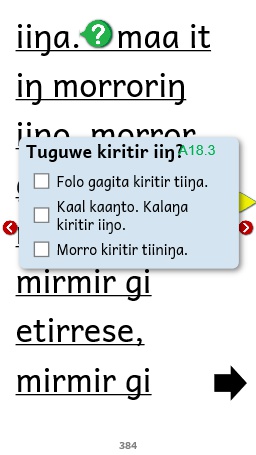 iiŋa. ? maa it
iŋ morroriŋ
Tuguwe kiritir iiŋ?
A18.3
Folo gagita kiritir tiiŋa.
Kaal kaaŋto. Kalaŋa
kiritir iiŋo.
Morro kiritir tiiniŋa.
mirmir gi
etirrese,
mirmir gi
384